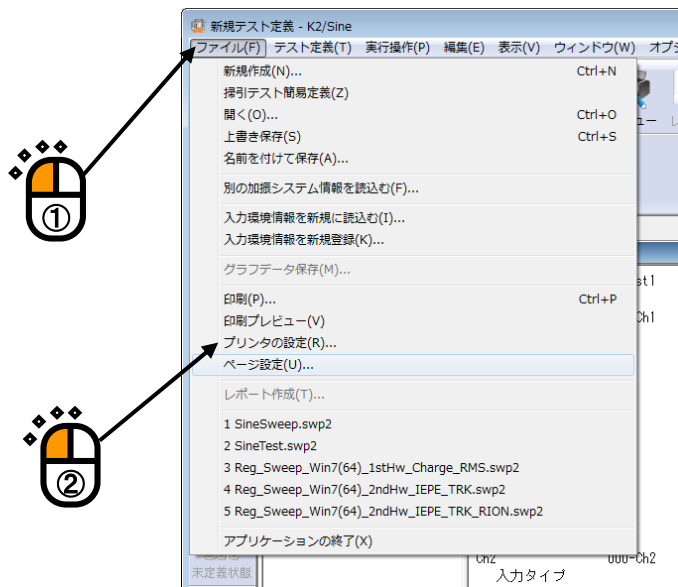 新規テスト定義 - K2/Sine
ファイル(F) テスト定義(T) 実行操作(P) 編集(E) 表示(V) ウィンドウ(W) オプ
新規作成(N)... Ctrl+N
掃引テスト簡易定義(Z)
開く(O)... Ctrl+O
上書き保存(S) Ctrl+S
名前を付けて保存(A)...
別の加振システム情報を読込む(F)...
入力環境情報を新規に読込む(I)...
入力環境情報を新規登録(K)...
グラフデータ保存(M)...
印刷(P)... Ctrl+P
印刷プレビュー(V)
プリンタの設定(R)...
ページ設定(U)...
レポート作成(T)...
1 SineSweep.swp2
2 SineTest.swp2
3 Reg_Sweep_Win7(64)_1stHw_Charge_RMS.swp2
4 Reg_Sweep_Win7(64)_2ndHw_IEPE_TRK.swp2
5 Reg_Sweep_Win7(64)_2ndHw_IEPE_TRK_RION.swp2
アプリケーションの終了(X)
①
②
ュー
st1
Ch1
未定義状態
Ch2 000-Ch2
入力タイプ